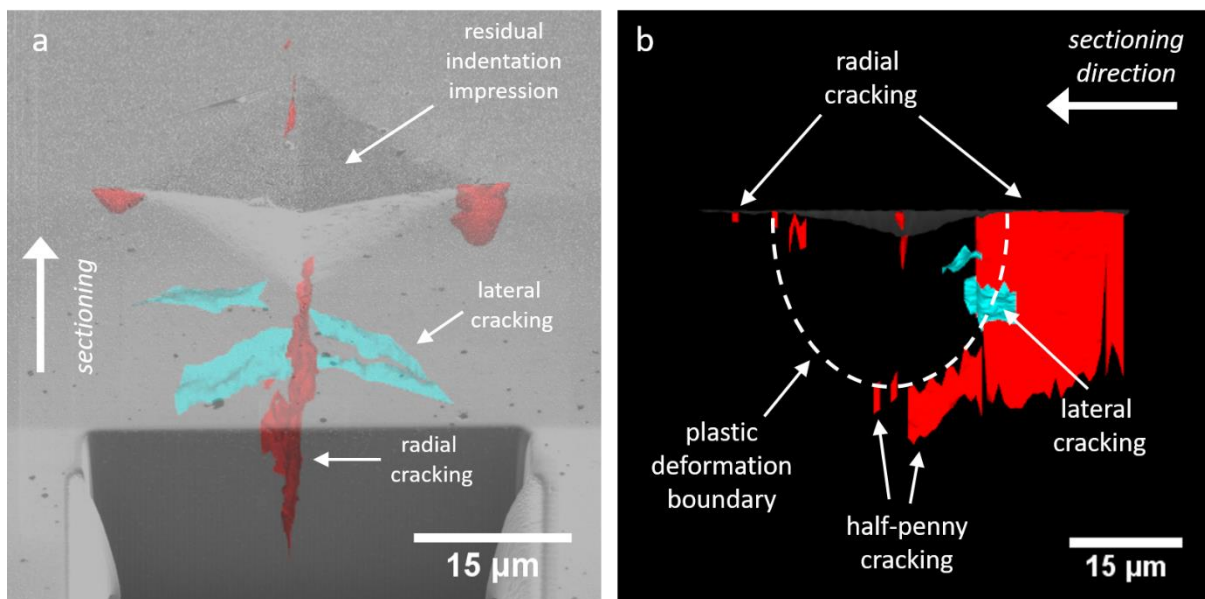 a
residual
indentation
impression
sectioning
lateral
cracking
radial
cracking
15 μm
b
sectioning
direction
radial
cracking
plastic
deformation
boundary
lateral
cracking
half-penny
cracking
15 μm